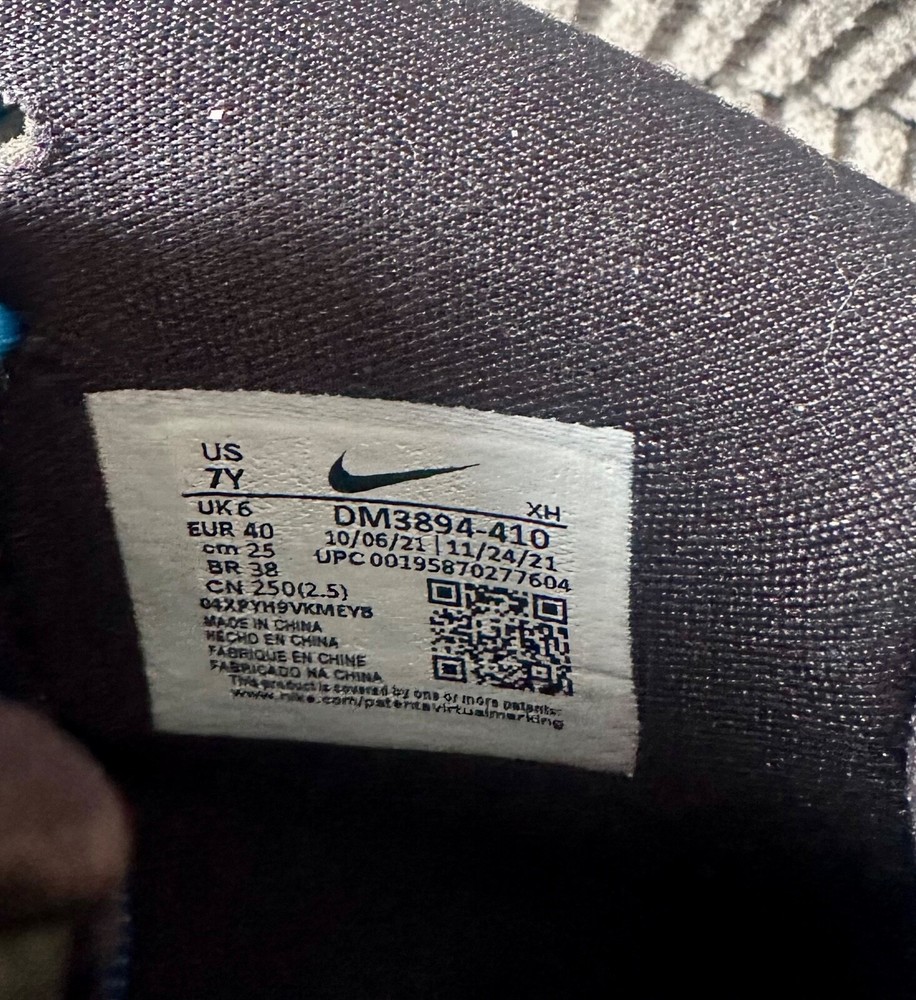 US
7Y
XH
UK 6
DM3894-410
EUR 40
10/06/21 | 11/24/21
cm 25
UPC 00195870277604
BR 38
CN 250(2.5)
04XPYH9VKMEYB
MADE IN CHINA
HECHO EN CHINA
FABRIQUE EN CHINE
FABRICADO NA CHINA
This product is covered by one or more patents:
www.nike.com/patentsvirtualmarking